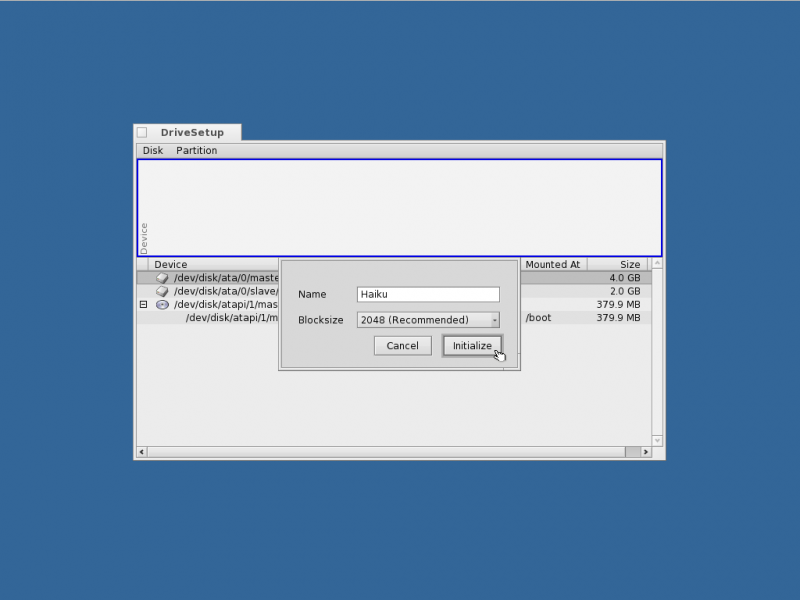 DriveSetup
Disk Partition
Device
Device Mounted At Size
/dev/disk/ata/0/maste 4.0 GB
/dev/disk/ata/0/slave/ 2.0 GB
/dev/disk/atapi/1/mas 379.9 MB
/dev/disk/atapi/1/m /boot 379.9 MB
Name Haiku
Blocksize 2048 (Recommended)
Cancel Initialize